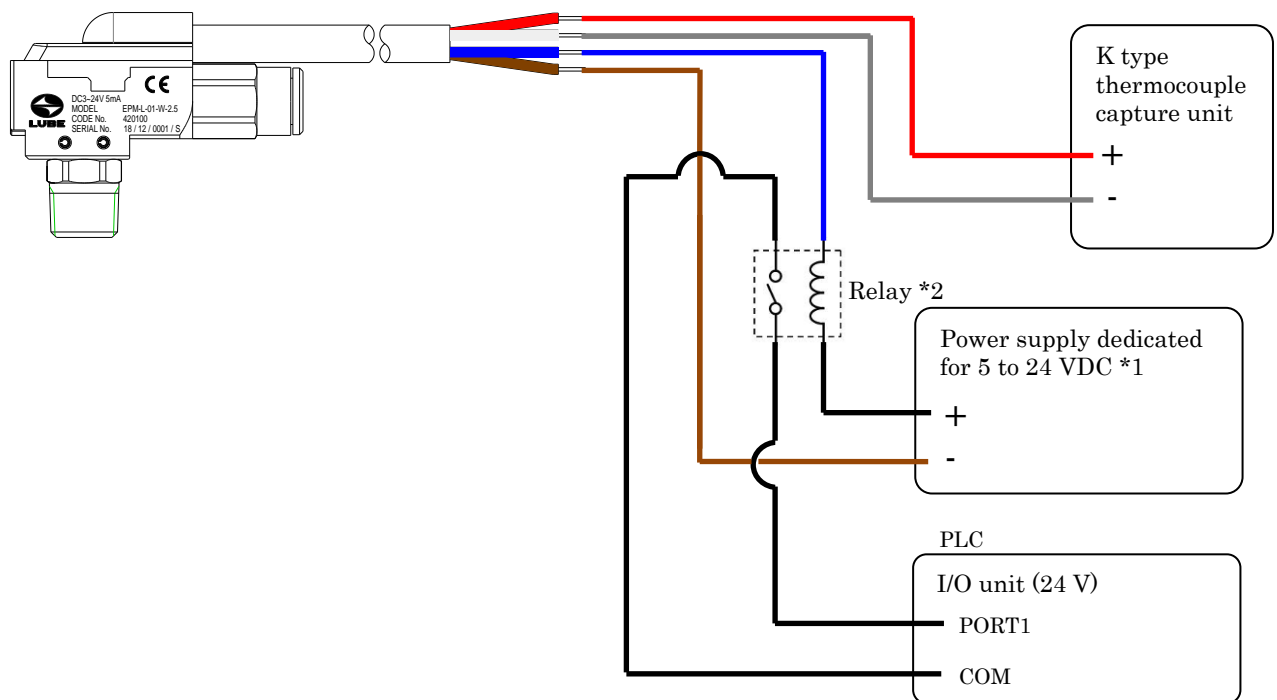 K type
thermocouple
capture unit
+
-
CE
DC3-24V 5mA
MODEL EPM-L-01-W-2.5
CODE No. 420100
SERIAL No. 18 / 12 / 0001 / S
LUBE
Relay *2
Power supply dedicated
for 5 to 24 VDC *1
+
-
PLC
I/O unit (24 V)
PORT1
COM